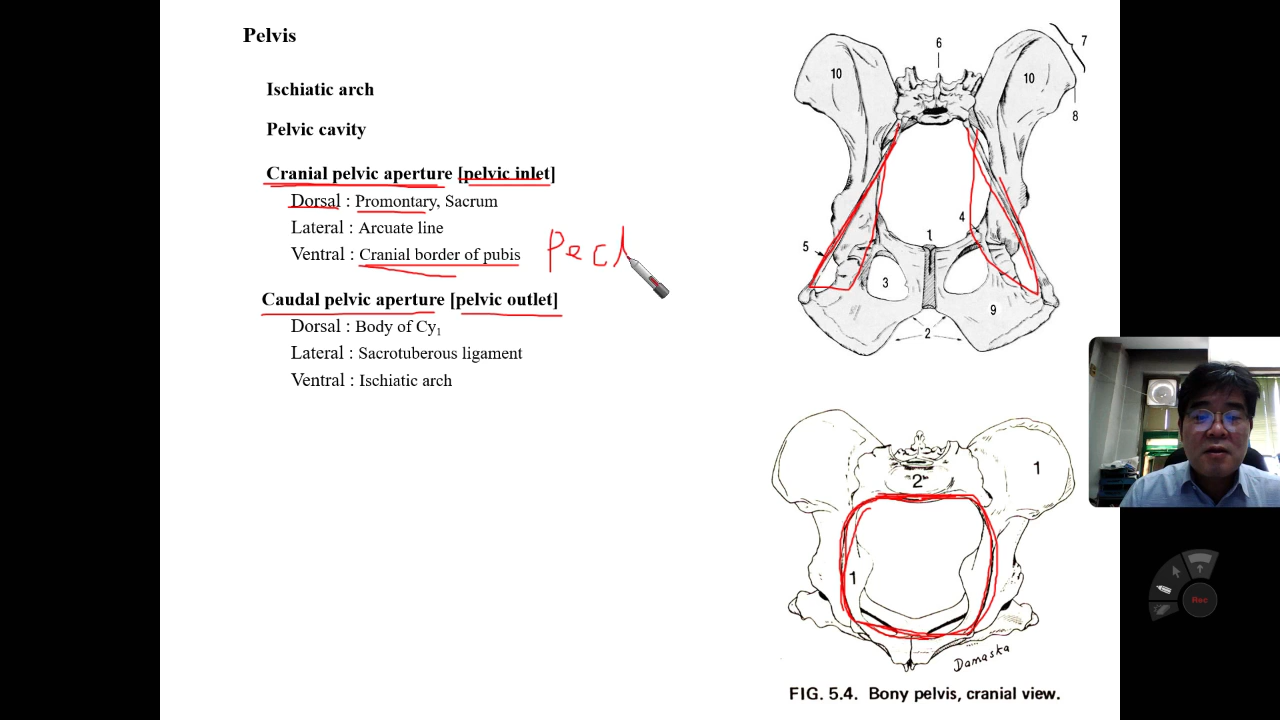 Pelvis
Ischiatic arch
Pelvic cavity
Cranial pelvic aperture [pelvic inlet]
Dorsal : Promontary, Sacrum
Lateral : Arcuate line
Ventral : Cranial border of pubis
Pecl
Caudal pelvic aperture [pelvic outlet]
Dorsal : Body of Cy₁
Lateral : Sacrotuberous ligament
Ventral : Ischiatic arch
6
7
10
10
8
4
1
5
3
9
2
2
1
1
Damaska
FIG. 5.4. Bony pelvis, cranial view.
Rec